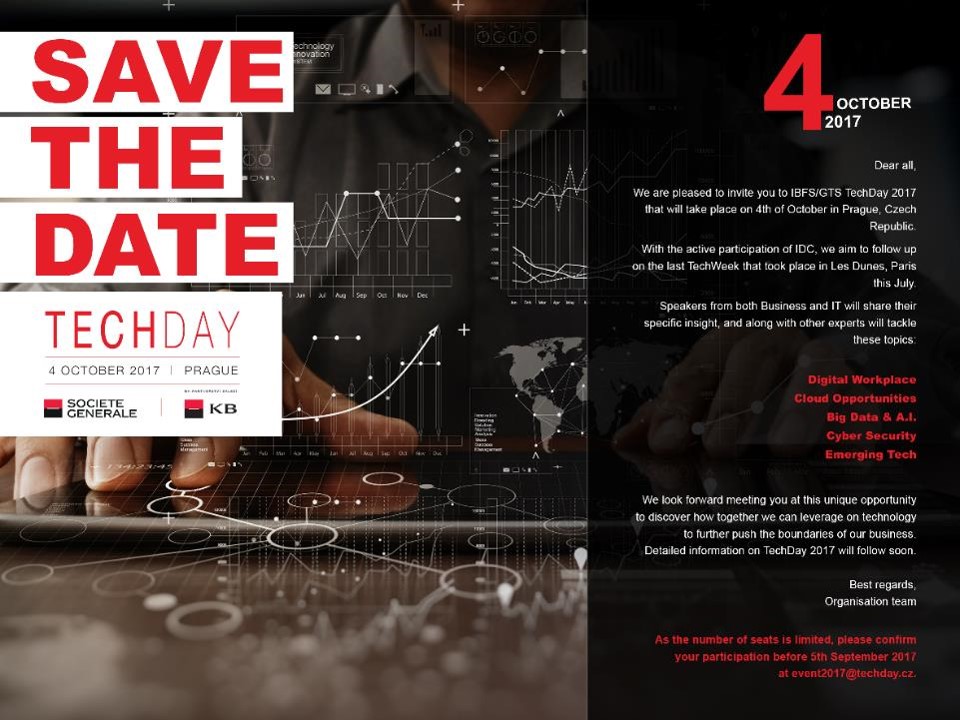 SAVE
THE
DATE
TECHDAY
4 OCTOBER 2017 | PRAGUE
SOCIETE
GENERALE
KB
4 OCTOBER
2017
Dear all,
We are pleased to invite you to IBFS/GTS TechDay 2017
that will take place on 4th of October in Prague, Czech
Republic.
With the active participation of IDC, we aim to follow up
on the last TechWeek that took place in Les Dunes, Paris
this July.
Speakers from both Business and IT will share their
specific insight, and along with other experts will tackle
these topics:
Digital Workplace
Cloud Opportunities
Big Data & A.I.
Cyber Security
Emerging Tech
We look forward meeting you at this unique opportunity
to discover how together we can leverage on technology
to further push the boundaries of our business.
Detailed information on TechDay 2017 will follow soon.
Best regards,
Organisation team
As the number of seats is limited, please confirm
your participation before 5th September 2017
at event2017@techday.cz.
Jun Jul Aug Sep Oct Nov Dec